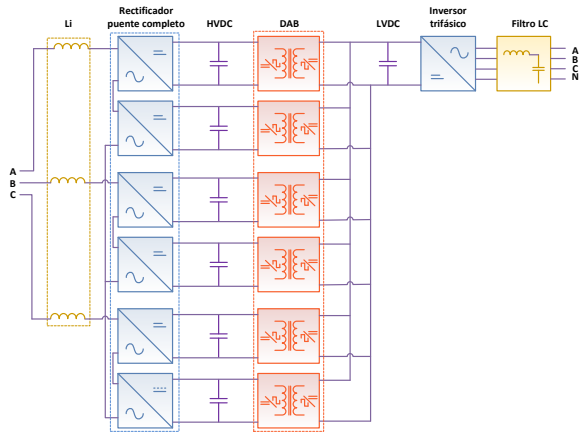 Li
Rectificador
puente completo
HVDC
DAB
LVDC
Inversor
trifásico
Filtro LC
A
B
C
A
B
C
N